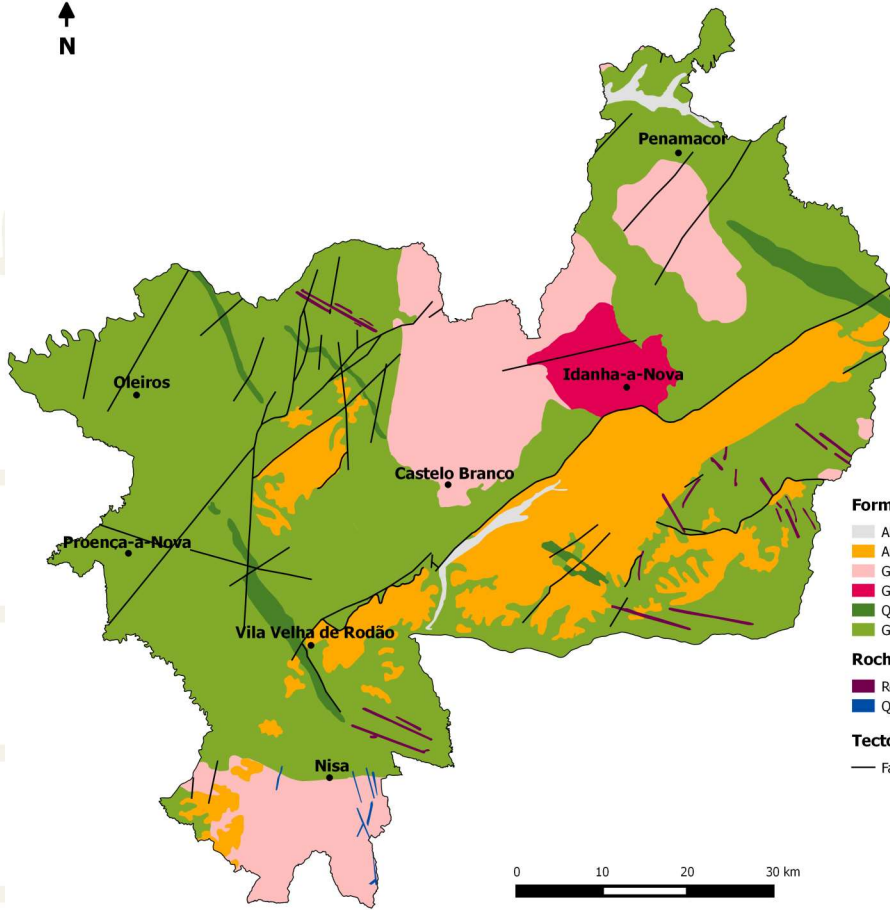 N
Penamacor
Oleiros
Idanha-a-Nova
Castelo Branco
Proença-a-Nova
Vila Velha de Rodão
Nisa
Form
A
A
G
G
Q
G
Roch
R
Q
Tecto
Fa
0 10 20 30 km